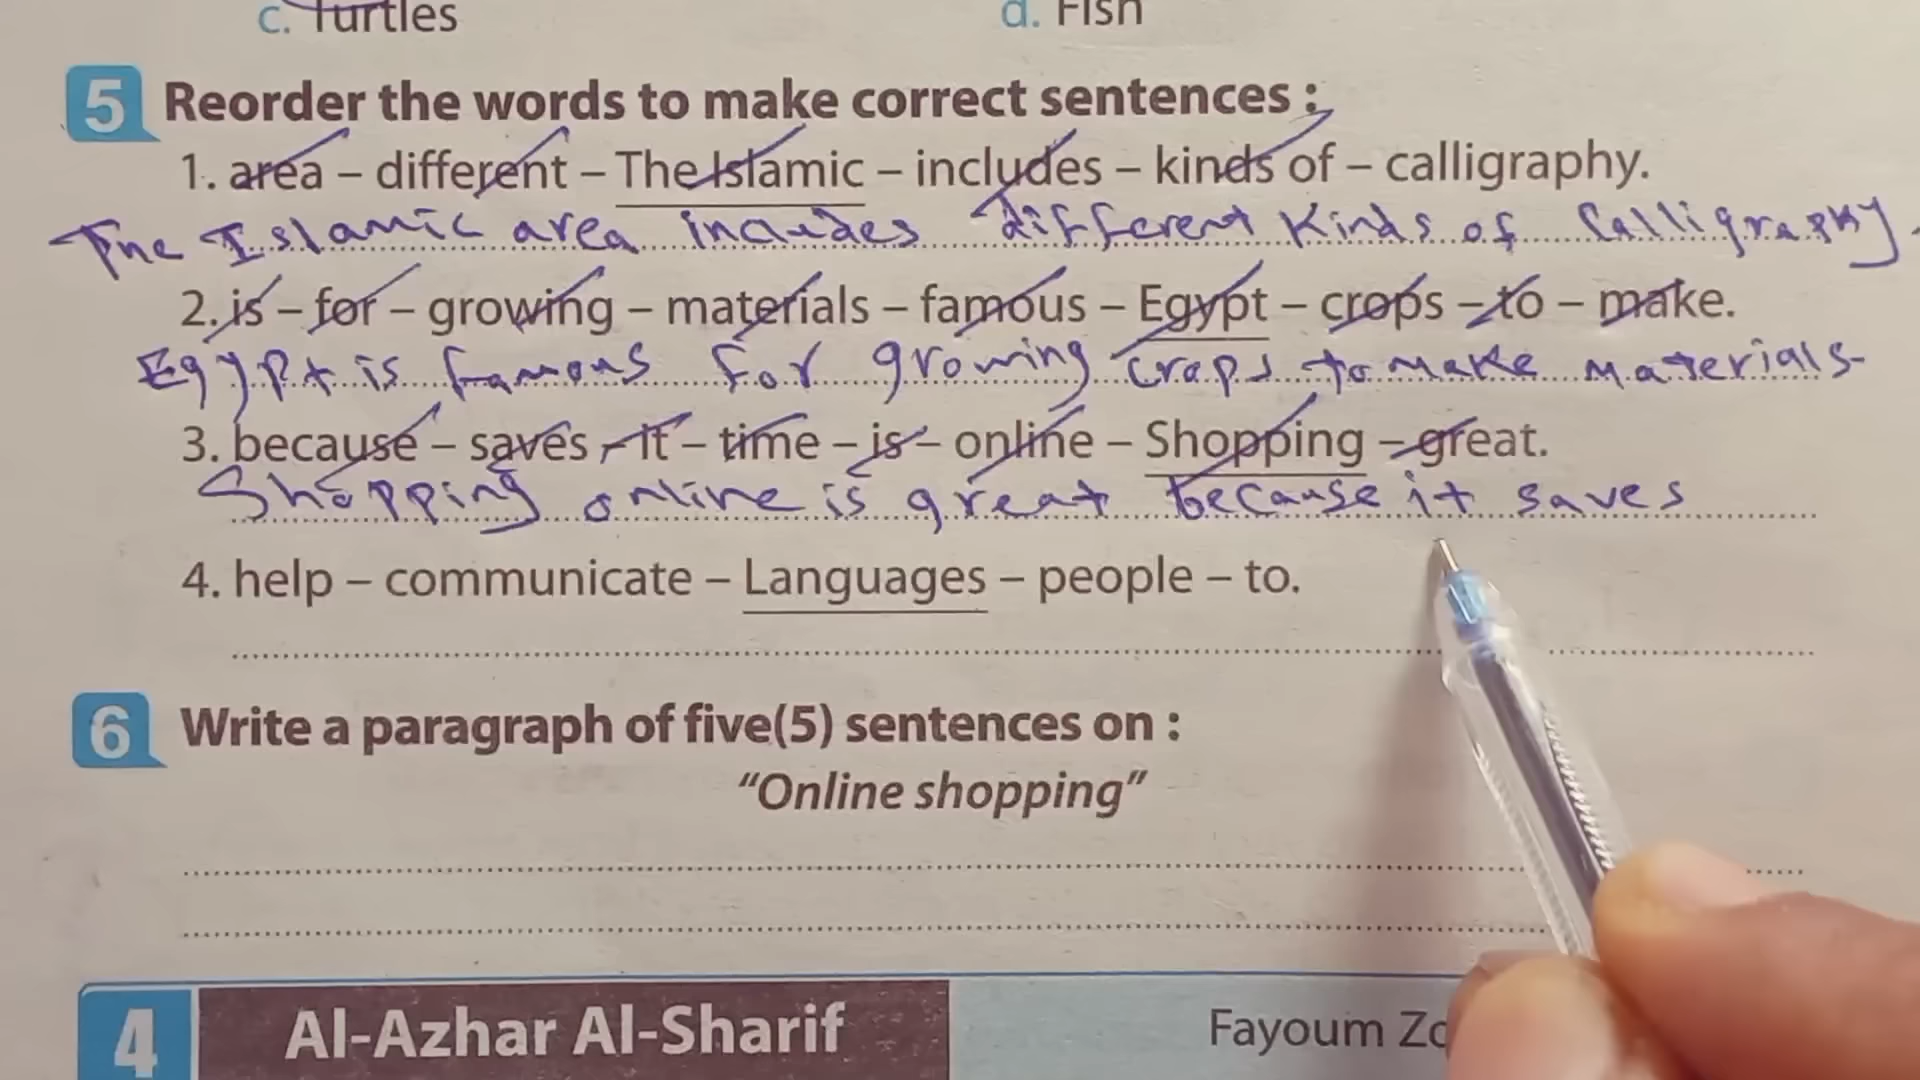 c. Turtles d. Fish
5 Reorder the words to make correct sentences :
1. area – different – The Islamic – includes – kinds of – calligraphy.
The Islamic area includes different kinds of calligraphy.
2. is – for – growing – materials – famous – Egypt – crops – to – make.
Egypt is famous for growing crops to make materials.
3. because – saves – it – time – is – online – Shopping – great.
Shopping online is great because it saves
4. help – communicate – Languages – people – to.
6 Write a paragraph of five(5) sentences on :
“Online shopping”
4 Al-Azhar Al-Sharif Fayoum